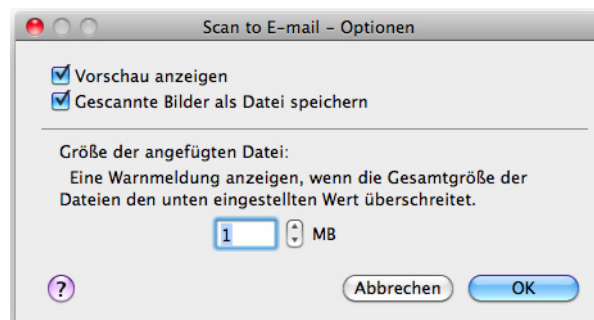 Scan to E-mail – Optionen
Vorschau anzeigen
Gescannte Bilder als Datei speichern
Größe der angefügten Datei:
Eine Warnmeldung anzeigen, wenn die Gesamtgröße der
Dateien den unten eingestellten Wert überschreitet.
1 MB
? Abbrechen OK